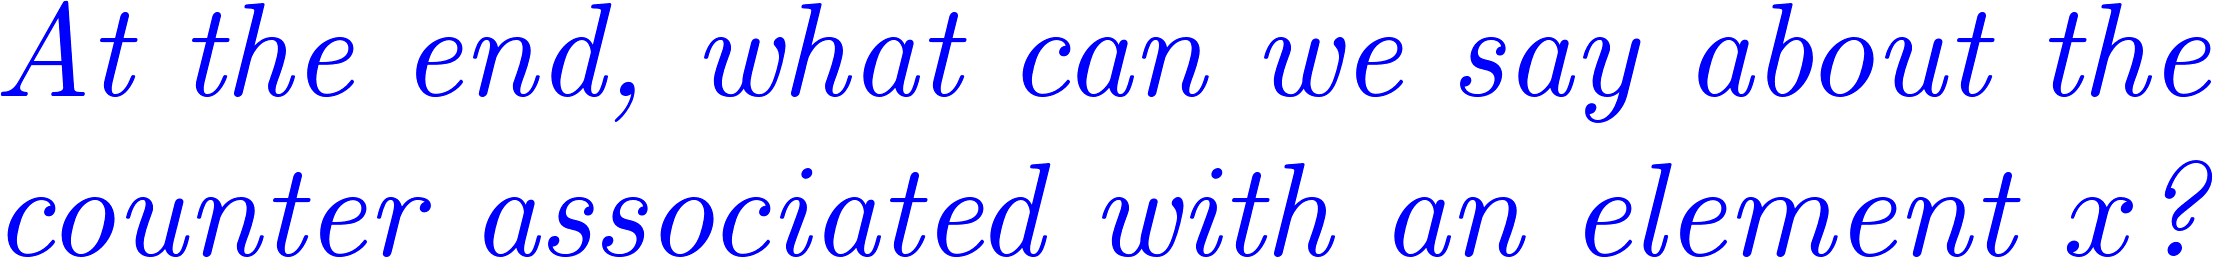 At the end, what can we say about the
counter associated with an element x?